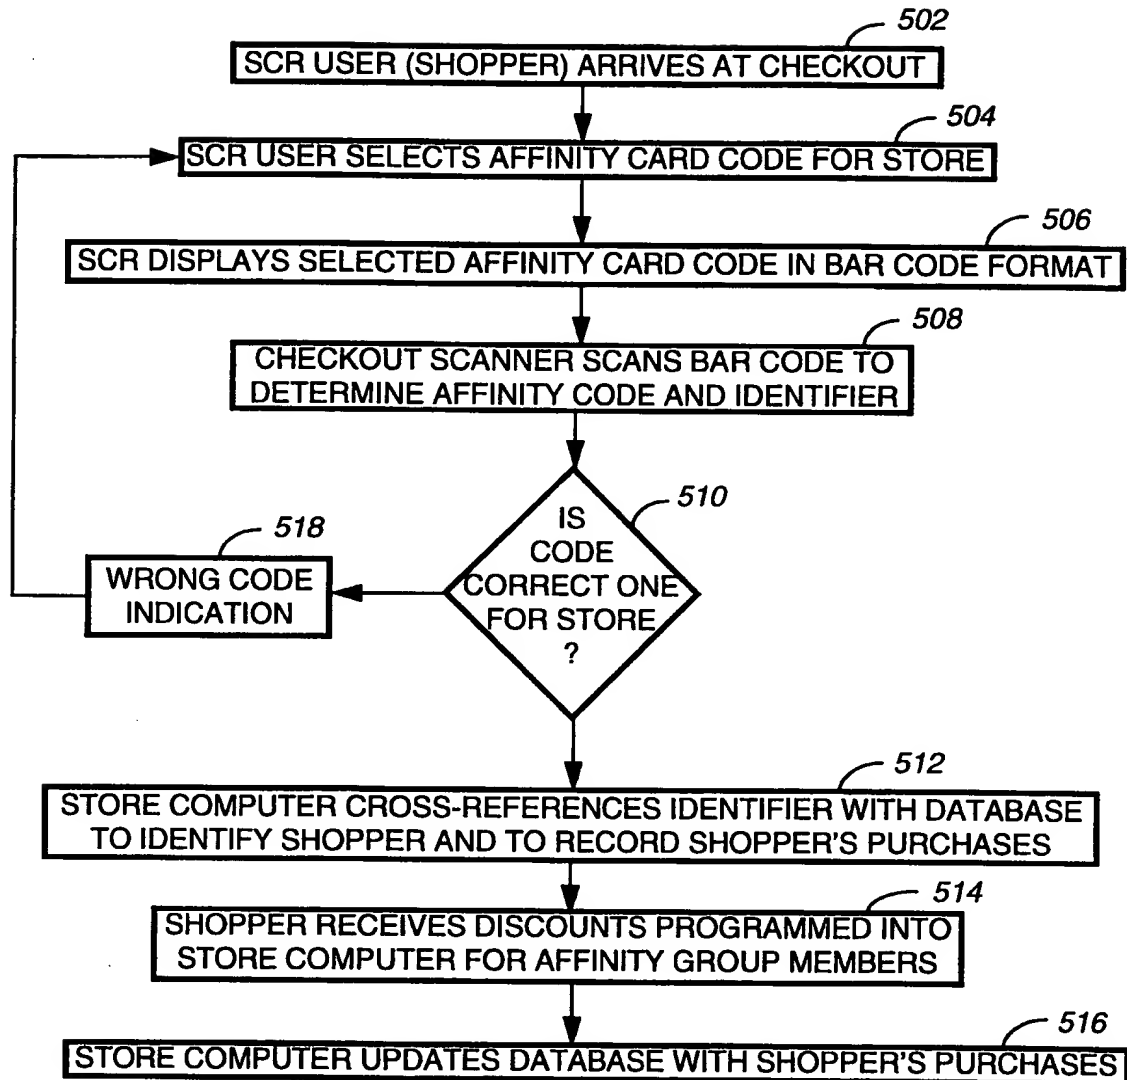 502
SCR USER (SHOPPER) ARRIVES AT CHECKOUT
504
SCR USER SELECTS AFFINITY CARD CODE FOR STORE
506
SCR DISPLAYS SELECTED AFFINITY CARD CODE IN BAR CODE FORMAT
508
CHECKOUT SCANNER SCANS BAR CODE TO
DETERMINE AFFINITY CODE AND IDENTIFIER
510
IS
CODE
CORRECT ONE
FOR STORE
?
518
WRONG CODE
INDICATION
512
STORE COMPUTER CROSS-REFERENCES IDENTIFIER WITH DATABASE
TO IDENTIFY SHOPPER AND TO RECORD SHOPPER'S PURCHASES
514
SHOPPER RECEIVES DISCOUNTS PROGRAMMED INTO
STORE COMPUTER FOR AFFINITY GROUP MEMBERS
516
STORE COMPUTER UPDATES DATABASE WITH SHOPPER'S PURCHASES